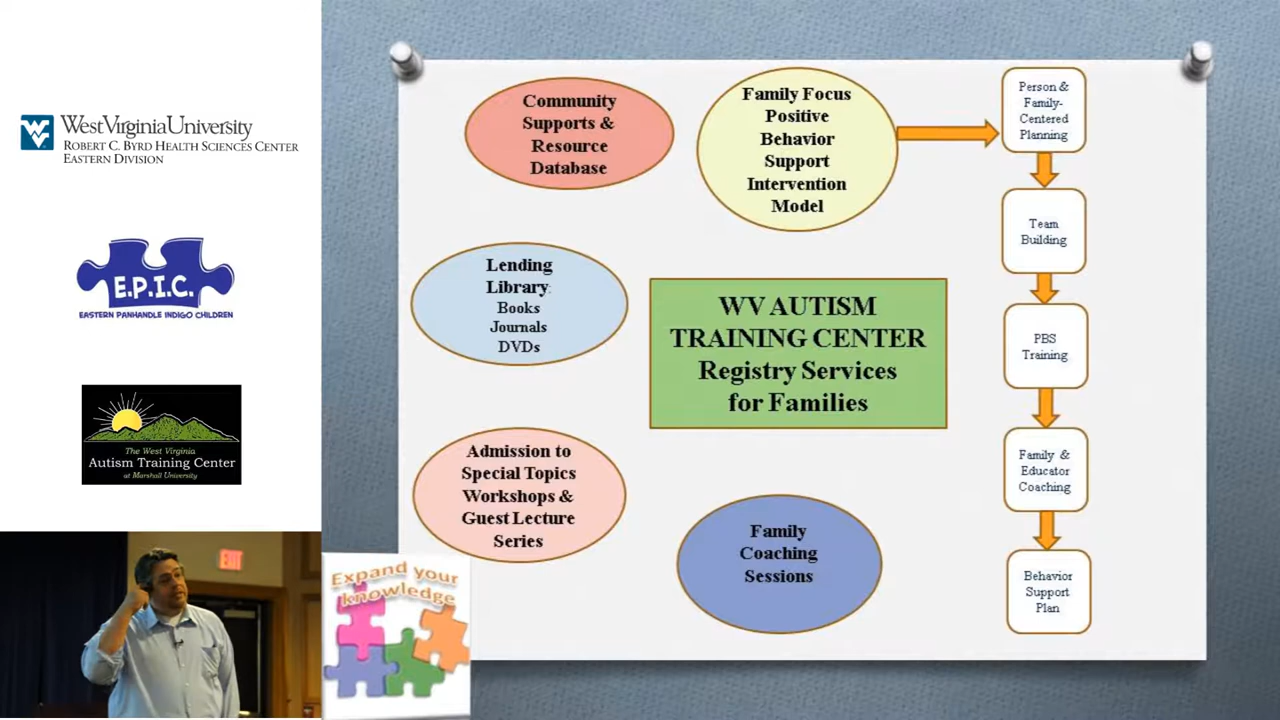 West Virginia University
ROBERT C. BYRD HEALTH SCIENCES CENTER
EASTERN DIVISION
E.P.I.C.
EASTERN PANHANDLE INDIGO CHILDREN
The West Virginia
Autism Training Center
at Marshall University
EXIT
Expand your
knowledge
Community
Supports &
Resource
Database
Family Focus
Positive
Behavior
Support
Intervention
Model
Lending
Library:
Books
Journals
DVDs
WV AUTISM
TRAINING CENTER
Registry Services
for Families
Admission to
Special Topics
Workshops &
Guest Lecture
Series
Family
Coaching
Sessions
Person &
Family-
Centered
Planning
Team
Building
PBS
Training
Family &
Educator
Coaching
Behavior
Support
Plan